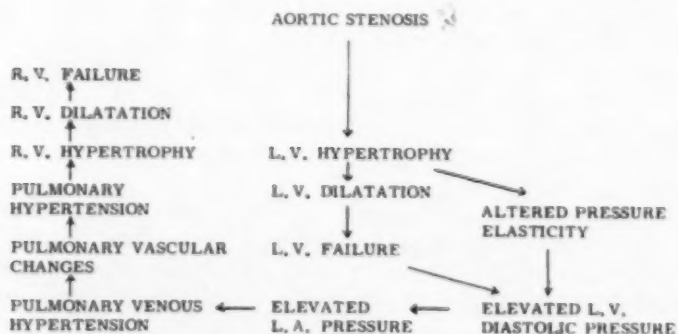 AORTIC STENOSIS
R.V. FAILURE
R.V. DILATATION
R.V. HYPERTROPHY
PULMONARY
HYPERTENSION
PULMONARY VASCULAR
CHANGES
PULMONARY VENOUS
HYPERTENSION
L.V. HYPERTROPHY
L.V. DILATATION
L.V. FAILURE
ELEVATED
L.A. PRESSURE
ALTERED PRESSURE
ELASTICITY
ELEVATED L.V.
DIASTOLIC PRESSURE